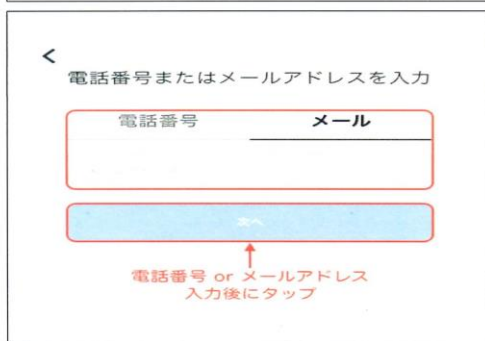 電話番号またはメールアドレスを入力
電話番号 メール
次へ
電話番号 or メールアドレス
入力後にタップ